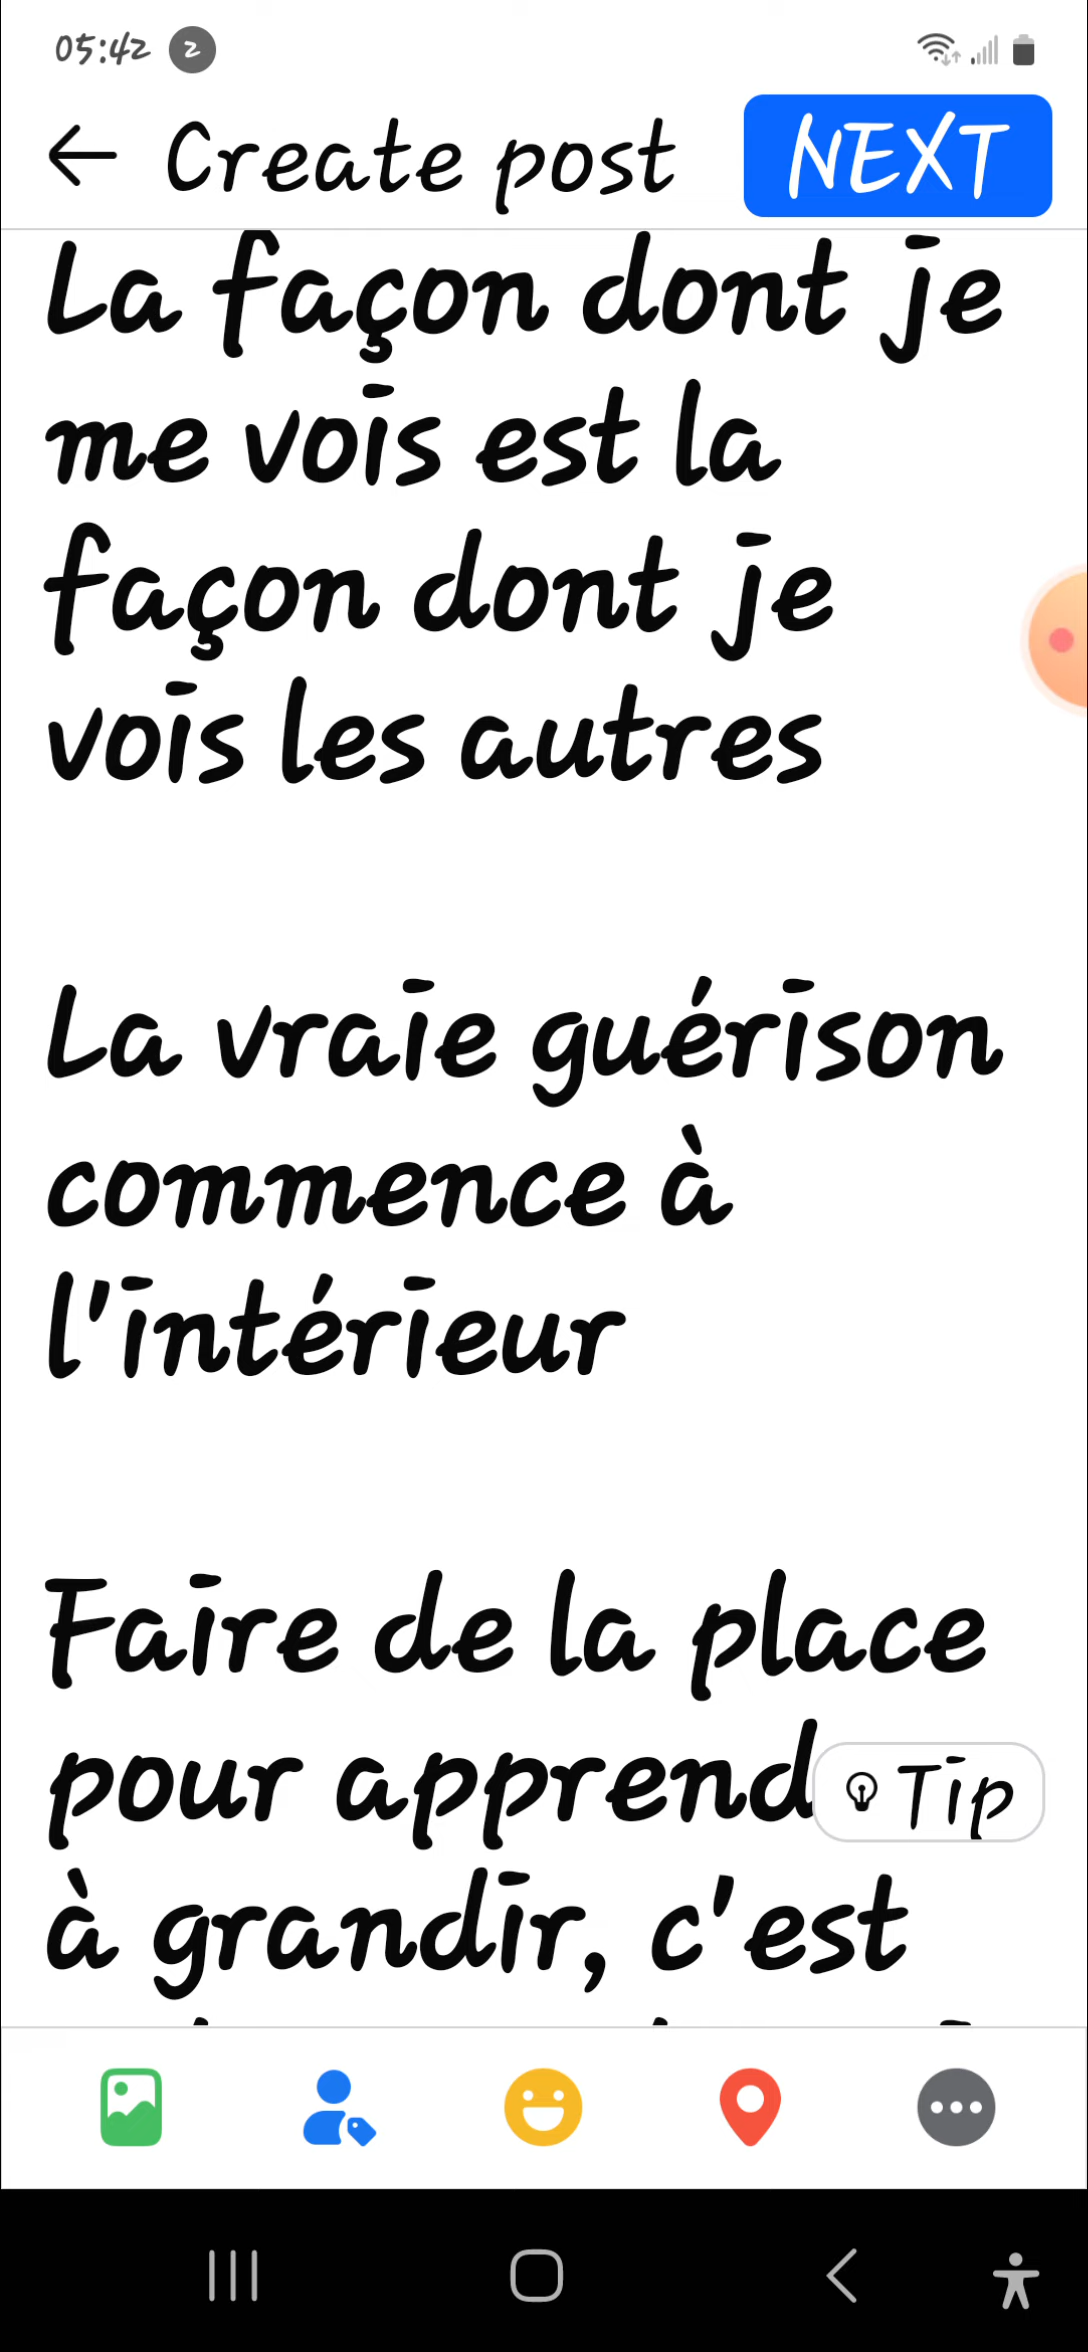 05:42 2
Create post NEXT
La façon dont je
me vois est la
façon dont je
vois les autres
La vraie guérison
commence à
l'intérieur
Faire de la place
pour apprend
Tip
à grandir, c'est